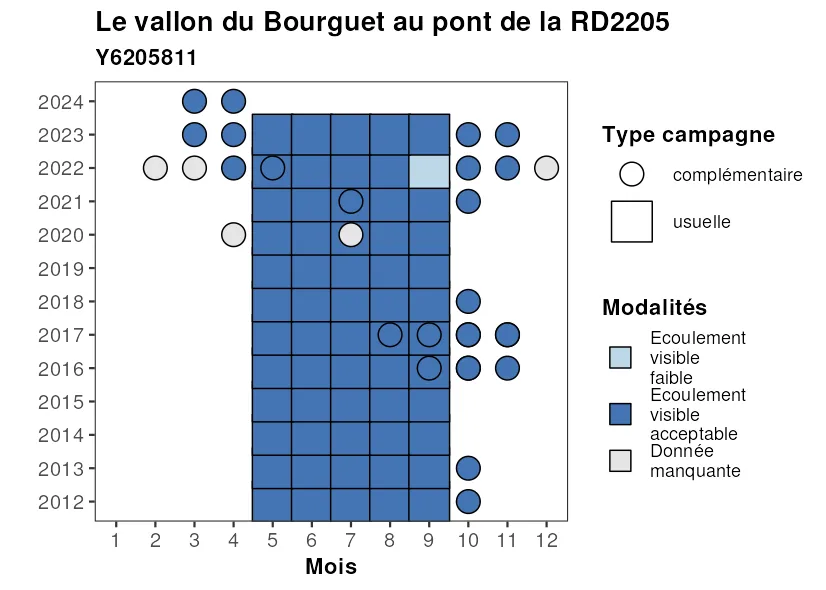 Le vallon du Bourguet au pont de la RD2205
Y6205811
2024
2023
2022
2021
2020
2019
2018
2017
2016
2015
2014
2013
2012
1 2 3 4 5 6 7 8 9 10 11 12
Mois
Type campagne
complémentaire
usuelle
Modalités
Ecoulement
visible
faible
Ecoulement
visible
acceptable
Donnée
manquante